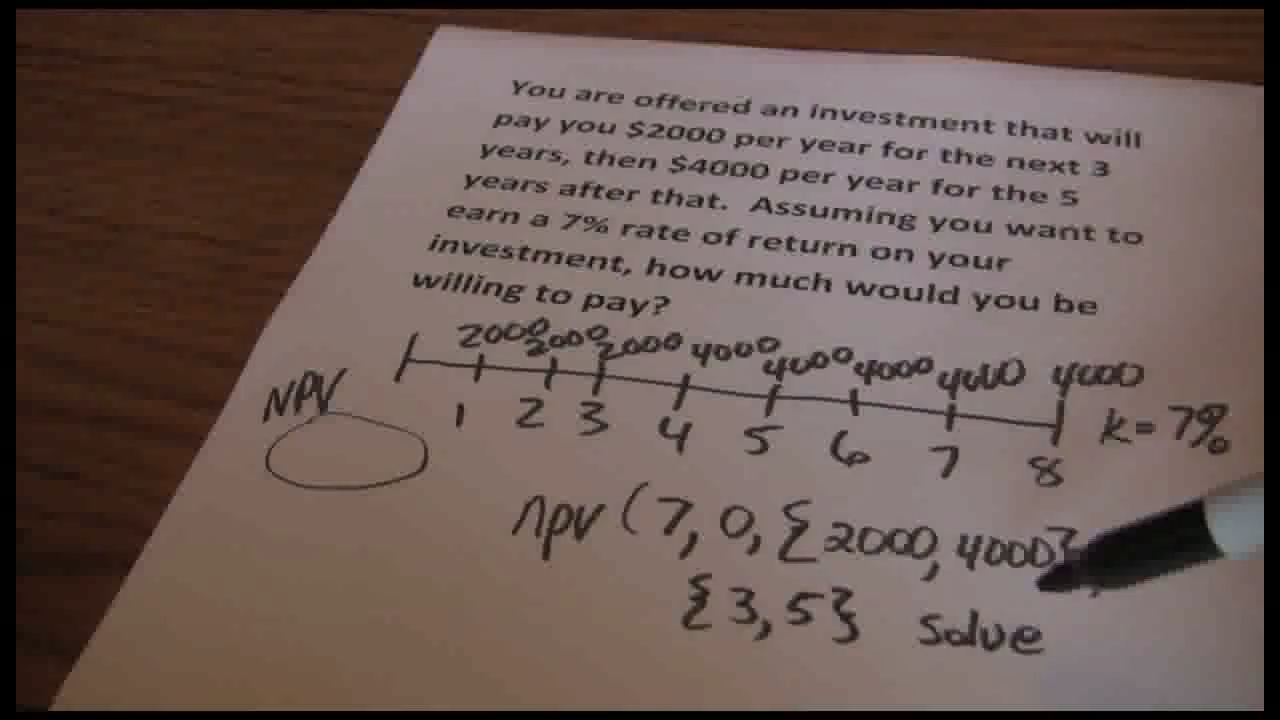 You are offered an investment that will
pay you $2000 per year for the next 3
years, then $4000 per year for the 5
years after that. Assuming you want to
earn a 7% rate of return on your
investment, how much would you be
willing to pay?
2000 2000 2000 4000 4000 4000 4000 4000
NPV
1 2 3 4 5 6 7 8
k = 7%
npv (7, 0, {2000, 4000},
{3, 5} solve